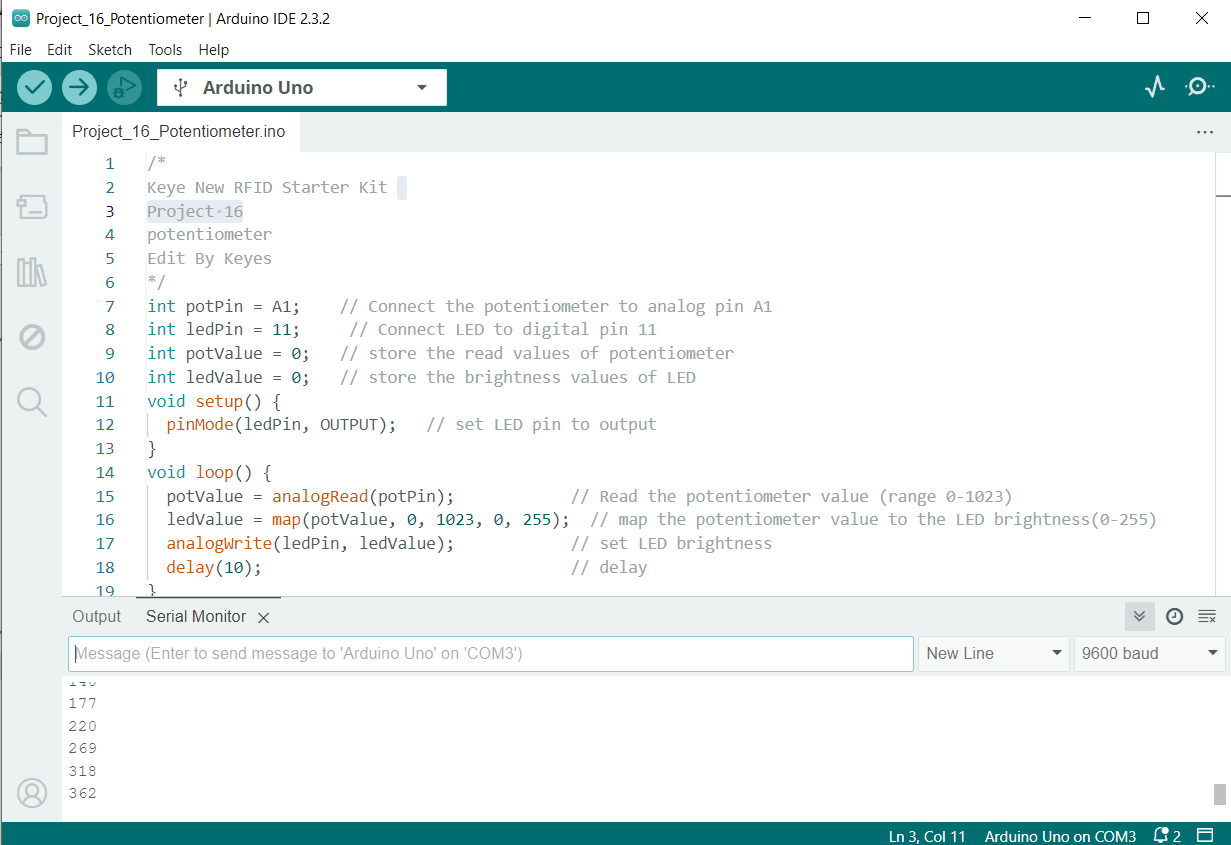 Project_16_Potentiometer | Arduino IDE 2.3.2
File Edit Sketch Tools Help
Arduino Uno
Project_16_Potentiometer.ino
1 /*
2 Keye New RFID Starter Kit
3 Project·16
4 potentiometer
5 Edit By Keyes
6 */
7 int potPin = A1;    // Connect the potentiometer to analog pin A1
8 int ledPin = 11;     // Connect LED to digital pin 11
9 int potValue = 0;   // store the read values of potentiometer
10 int ledValue = 0;   // store the brightness values of LED
11 void setup() {
12   pinMode(ledPin, OUTPUT);   // set LED pin to output
13 }
14 void loop() {
15   potValue = analogRead(potPin);            // Read the potentiometer value (range 0-1023)
16   ledValue = map(potValue, 0, 1023, 0, 255);  // map the potentiometer value to the LED brightness(0-255)
17   analogWrite(ledPin, ledValue);            // set LED brightness
18   delay(10);                                // delay
19 }
Output Serial Monitor
Message (Enter to send message to 'Arduino Uno' on 'COM3') New Line 9600 baud
177
220
269
318
362
Ln 3, Col 11 Arduino Uno on COM3 2